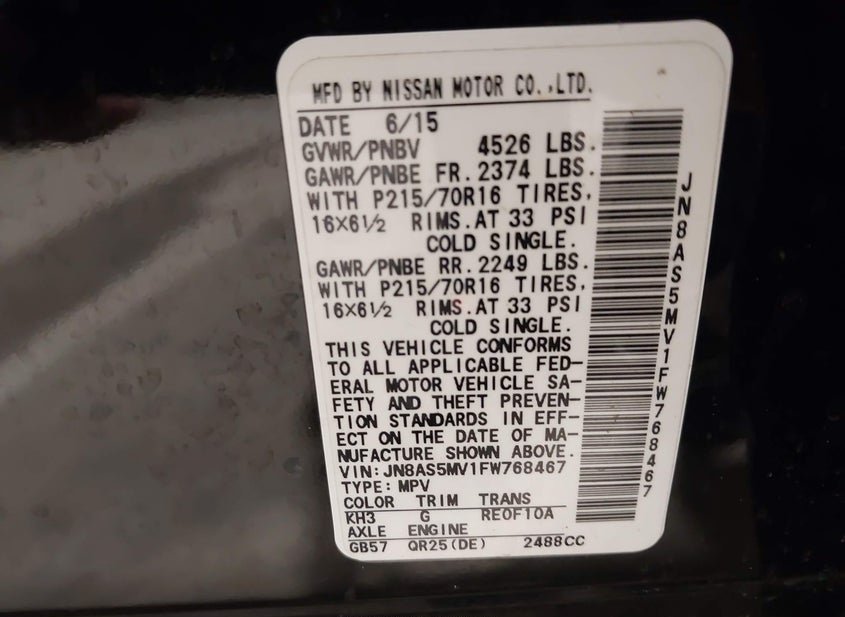 MFD BY NISSAN MOTOR CO.,LTD.
DATE 6/15
GVWR/PNBV 4526 LBS.
GAWR/PNBE FR. 2374 LBS.
WITH P215/70R16 TIRES,
16×6½ RIMS. AT 33 PSI
COLD SINGLE.
GAWR/PNBE RR. 2249 LBS.
WITH P215/70R16 TIRES,
16×6½ RIMS. AT 33 PSI
COLD SINGLE.
THIS VEHICLE CONFORMS
TO ALL APPLICABLE FED-
ERAL MOTOR VEHICLE SA-
FETY AND THEFT PREVEN-
TION STANDARDS IN EFF-
ECT ON THE DATE OF MA-
NUFACTURE SHOWN ABOVE.
VIN: JN8AS5MV1FW768467
TYPE: MPV
COLOR TRIM TRANS
KH3 G RE0F10A
AXLE ENGINE
GB57 QR25(DE) 2488CC
JN8AS5MV1FW768467